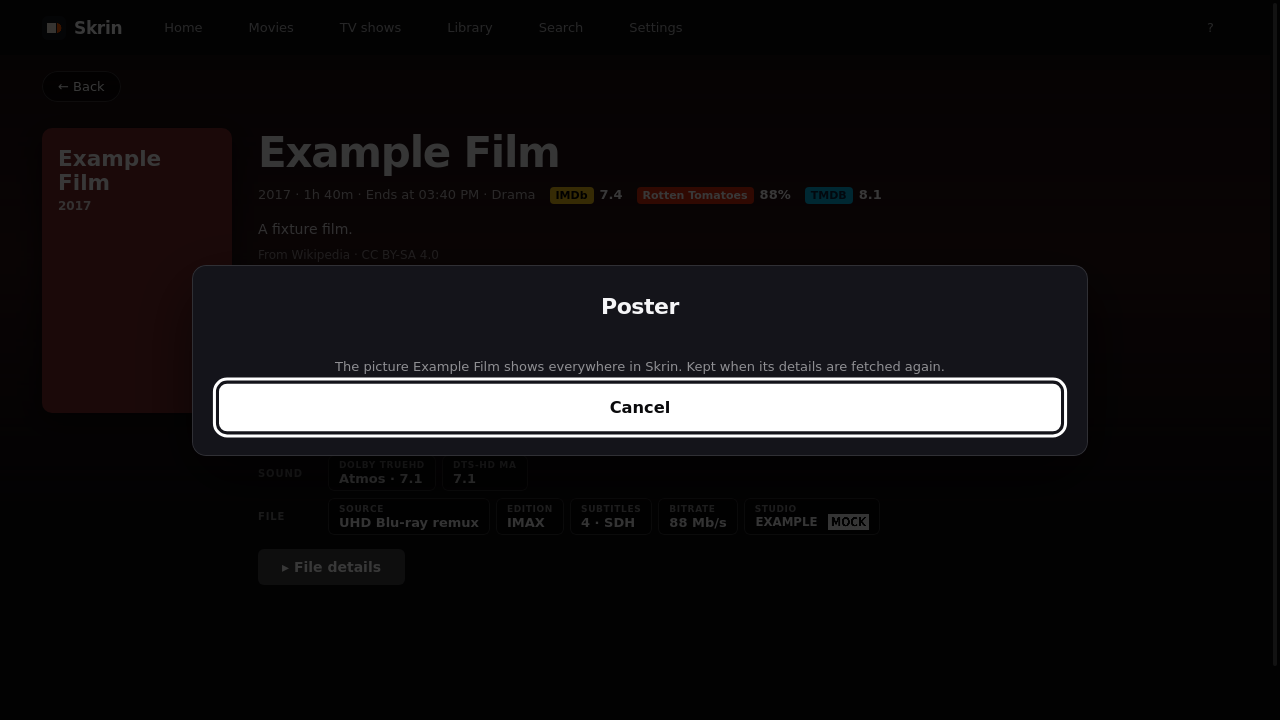 Skrin Home Movies TV shows Library Search Settings ?
← Back
Example
Film
2017
Example Film
2017 · 1h 40m · Ends at 03:40 PM · Drama IMDb 7.4 Rotten Tomatoes 88% TMDB 8.1
A fixture film.
From Wikipedia · CC BY-SA 4.0
Poster
The picture Example Film shows everywhere in Skrin. Kept when its details are fetched again.
Cancel
SOUND
DOLBY TRUEHD
Atmos · 7.1
DTS-HD MA
7.1
FILE
SOURCE
UHD Blu-ray remux
EDITION
IMAX
SUBTITLES
4 · SDH
BITRATE
88 Mb/s
STUDIO
EXAMPLE MOCK
▸ File details